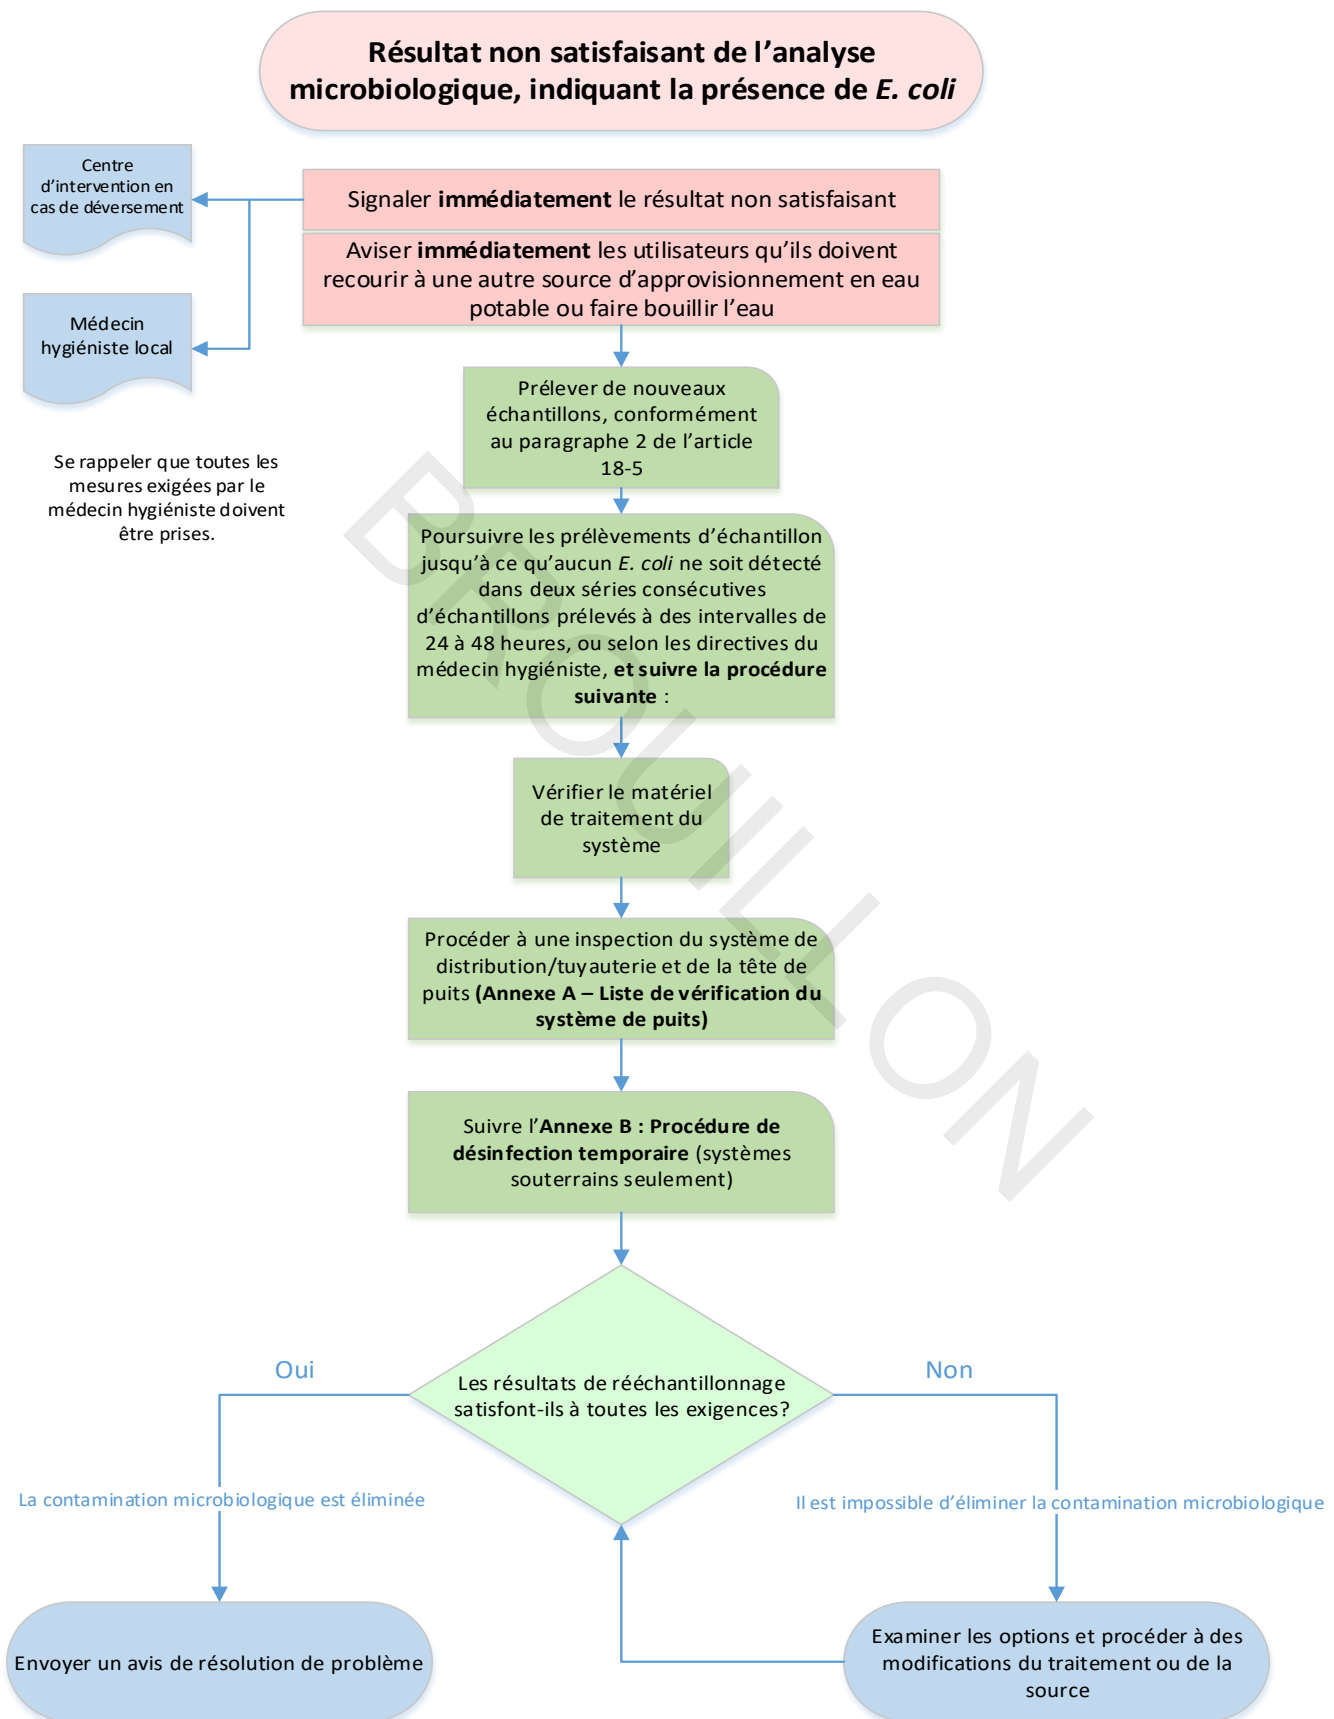 Résultat non satisfaisant de l’analyse
microbiologique, indiquant la présence de E. coli
Centre
d’intervention en
cas de déversement
Signaler immédiatement le résultat non satisfaisant
Aviser immédiatement les utilisateurs qu’ils doivent
recourir à une autre source d’approvisionnement en eau
potable ou faire bouillir l’eau
Médecin
hygiéniste local
Prélever de nouveaux
échantillons, conformément
au paragraphe 2 de l’article
18-5
Se rappeler que toutes les
mesures exigées par le
médecin hygiéniste doivent
être prises.
Poursuivre les prélèvements d’échantillon
jusqu’à ce qu’aucun E. coli ne soit détecté
dans deux séries consécutives
d’échantillons prélevés à des intervalles de
24 à 48 heures, ou selon les directives du
médecin hygiéniste, et suivre la procédure
suivante :
Vérifier le matériel
de traitement du
système
Procéder à une inspection du système de
distribution/tuyauterie et de la tête de
puits (Annexe A – Liste de vérification du
système de puits)
Suivre l’Annexe B : Procédure de
désinfection temporaire (systèmes
souterrains seulement)
Les résultats de rééchantillonnage
satisfont-ils à toutes les exigences?
Oui
Non
La contamination microbiologique est éliminée
Il est impossible d’éliminer la contamination microbiologique
Envoyer un avis de résolution de problème
Examiner les options et procéder à des
modifications du traitement ou de la
source
BROUILLON